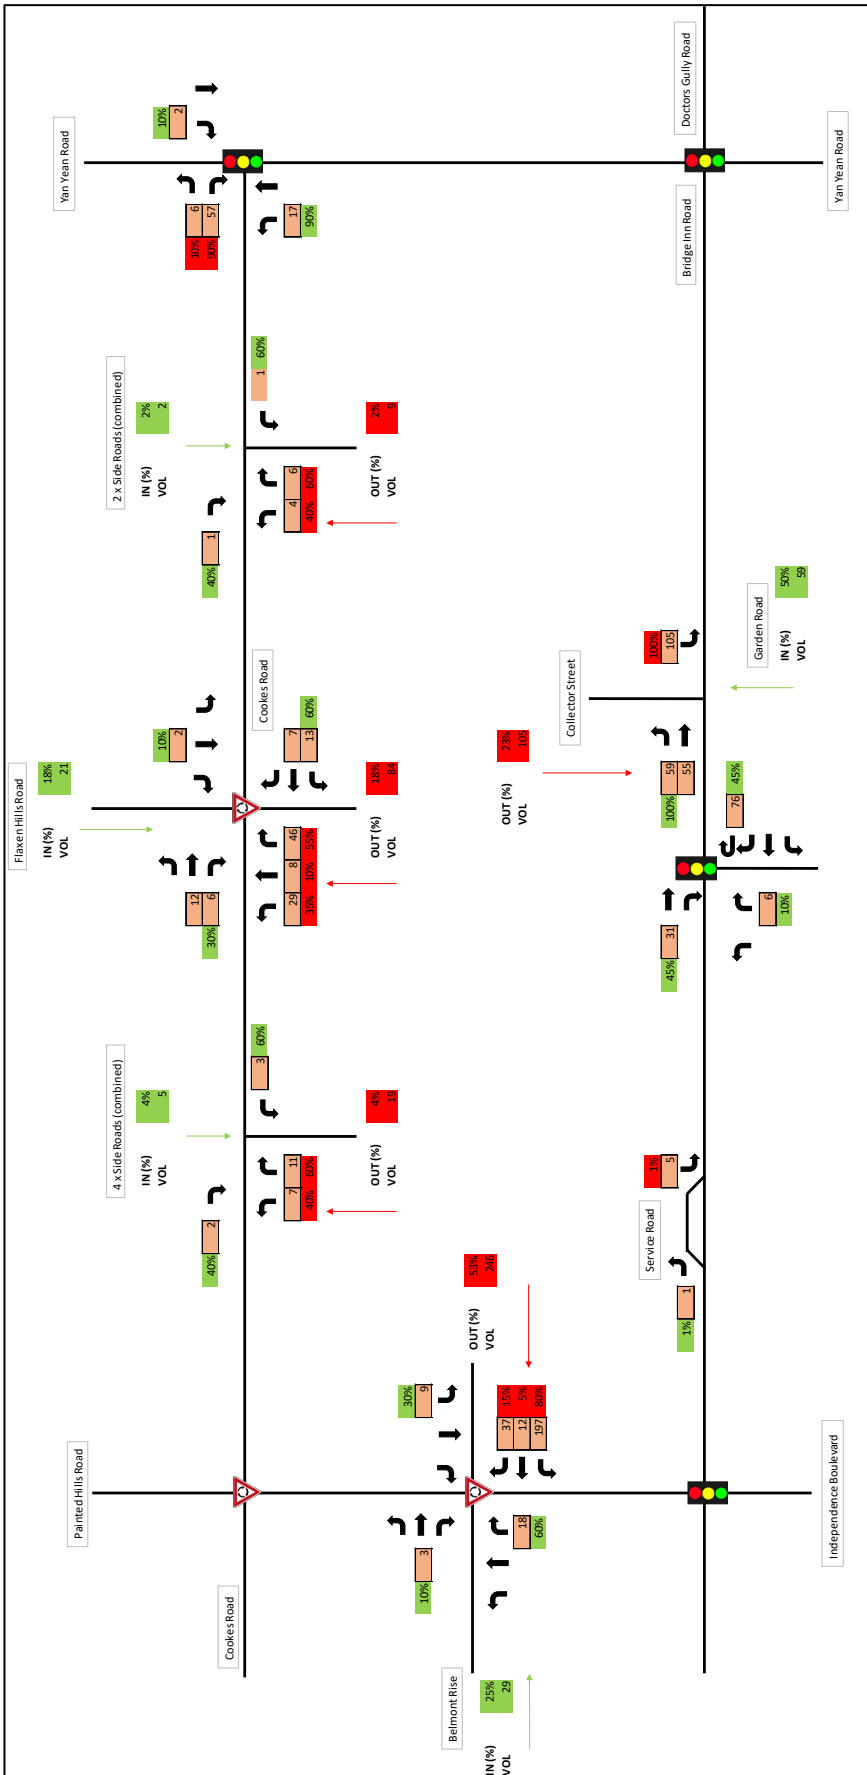 Painted Hills Road
4 x Side Roads (combined)
Flaxen Hills Road
2 x Side Roads (combined)
Yan Yean Road
IN (%) 4%
VOL 5
IN (%) 18%
VOL 21
IN (%) 2%
VOL 2
10%
2
40% 2
30% 12
6
10%
2
40% 1
10% 6
90% 57
Cookes Road
3 60%
Cookes Road
1 60%
7 11
40% 60%
29 8 46
35% 10% 55%
7
13 60%
4 6
40% 60%
17
90%
OUT (%) 4%
VOL 19
OUT (%) 18%
VOL 84
OUT (%) 2%
VOL 9
10% 3
30%
9
Belmont Rise
OUT (%) 53%
VOL 246
IN (%) 25%
VOL 29
18
60%
37 15%
12 5%
197 80%
OUT (%) 23%
VOL 105
Collector Street
Service Road
1% 1
1%
5
45% 31
100% 59
55
100%
105
Bridge Inn Road
Doctors Gully Road
6
10%
76 45%
Garden Road
IN (%) 50%
VOL 59
Independence Boulevard
Yan Yean Road